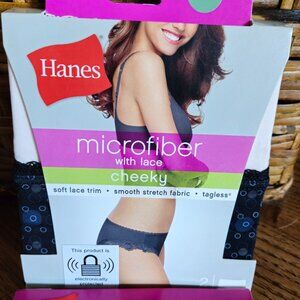 Hanes
microfiber
with lace
cheeky
soft lace trim • smooth stretch fabric • tagless®
This product is
electronically
protected